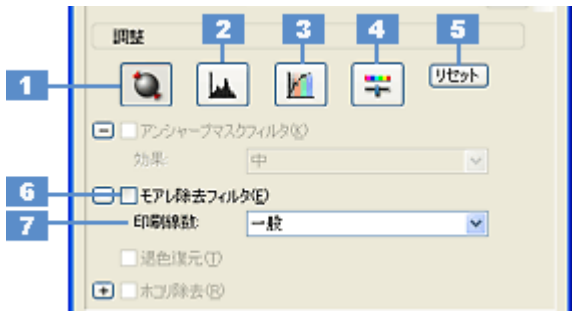 調整 2 3 4 5
1 リセット
アンシャープマスクフィルタ(K)
効果: 中
6 モアレ除去フィルタ(F)
7 印刷線数: 一般
退色復元(T)
ホコリ除去(R)